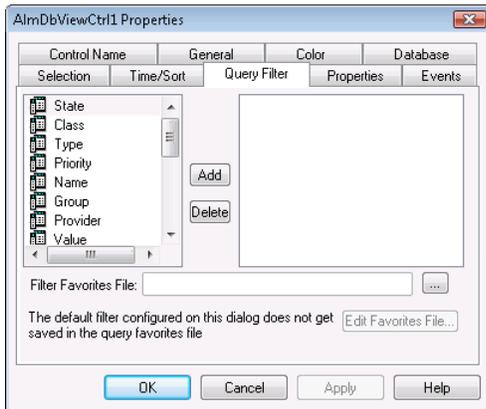 AlmDbViewCtrl1 Properties
Control Name General Color Database
Selection Time/Sort Query Filter Properties Events
State
Class
Type
Priority
Name
Group
Provider
Value
Add
Delete
Filter Favorites File:
...
The default filter configured on this dialog does not get
saved in the query favorites file
Edit Favorites File...
OK Cancel Apply Help